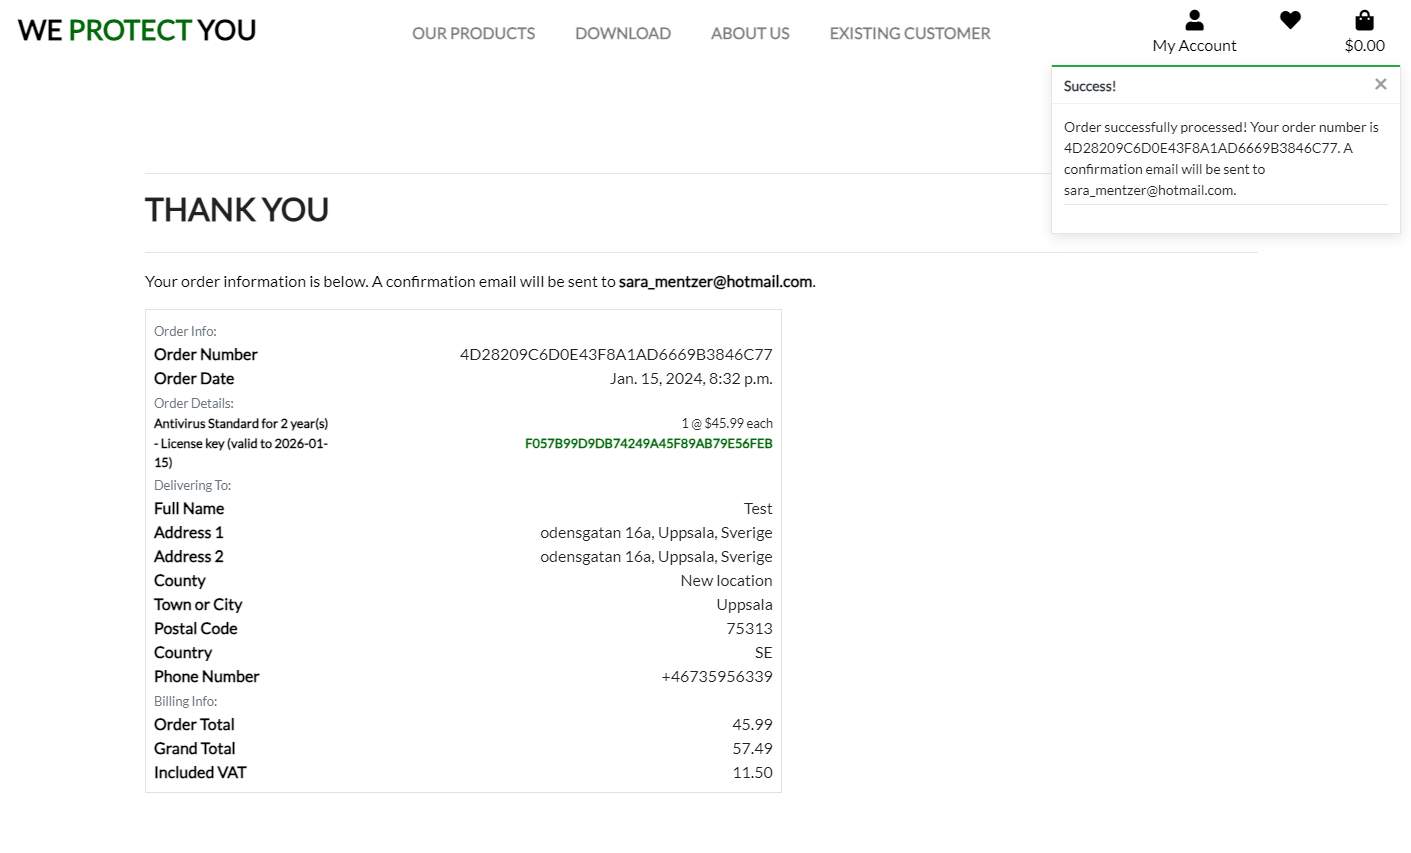 WE PROTECT YOU
OUR PRODUCTS DOWNLOAD ABOUT US EXISTING CUSTOMER
My Account
$0.00
Success! ×
Order successfully processed! Your order number is
4D28209C6D0E43F8A1AD6669B3846C77. A
confirmation email will be sent to
sara_mentzer@hotmail.com.
THANK YOU
Your order information is below. A confirmation email will be sent to sara_mentzer@hotmail.com.
Order Info:
Order Number 4D28209C6D0E43F8A1AD6669B3846C77
Order Date Jan. 15, 2024, 8:32 p.m.
Order Details:
Antivirus Standard for 2 year(s) 1 @ $45.99 each
- License key (valid to 2026-01- F057B99D9DB74249A45F89AB79E56FEB
15)
Delivering To:
Full Name Test
Address 1 odensgatan 16a, Uppsala, Sverige
Address 2 odensgatan 16a, Uppsala, Sverige
County New location
Town or City Uppsala
Postal Code 75313
Country SE
Phone Number +46735956339
Billing Info:
Order Total 45.99
Grand Total 57.49
Included VAT 11.50